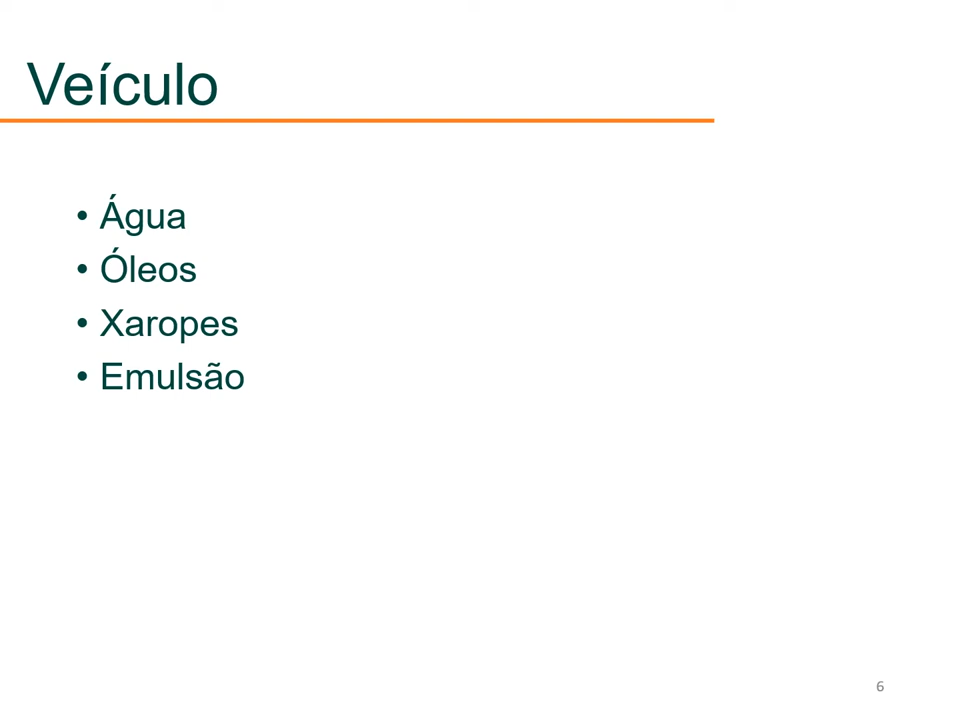 Veículo
• Água
• Óleos
• Xaropes
• Emulsão
6